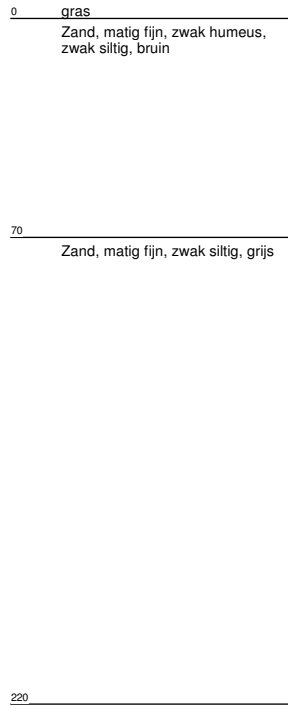 0 gras
Zand, matig fijn, zwak humeus,
zwak siltig, bruin
70
Zand, matig fijn, zwak siltig, grijs
220